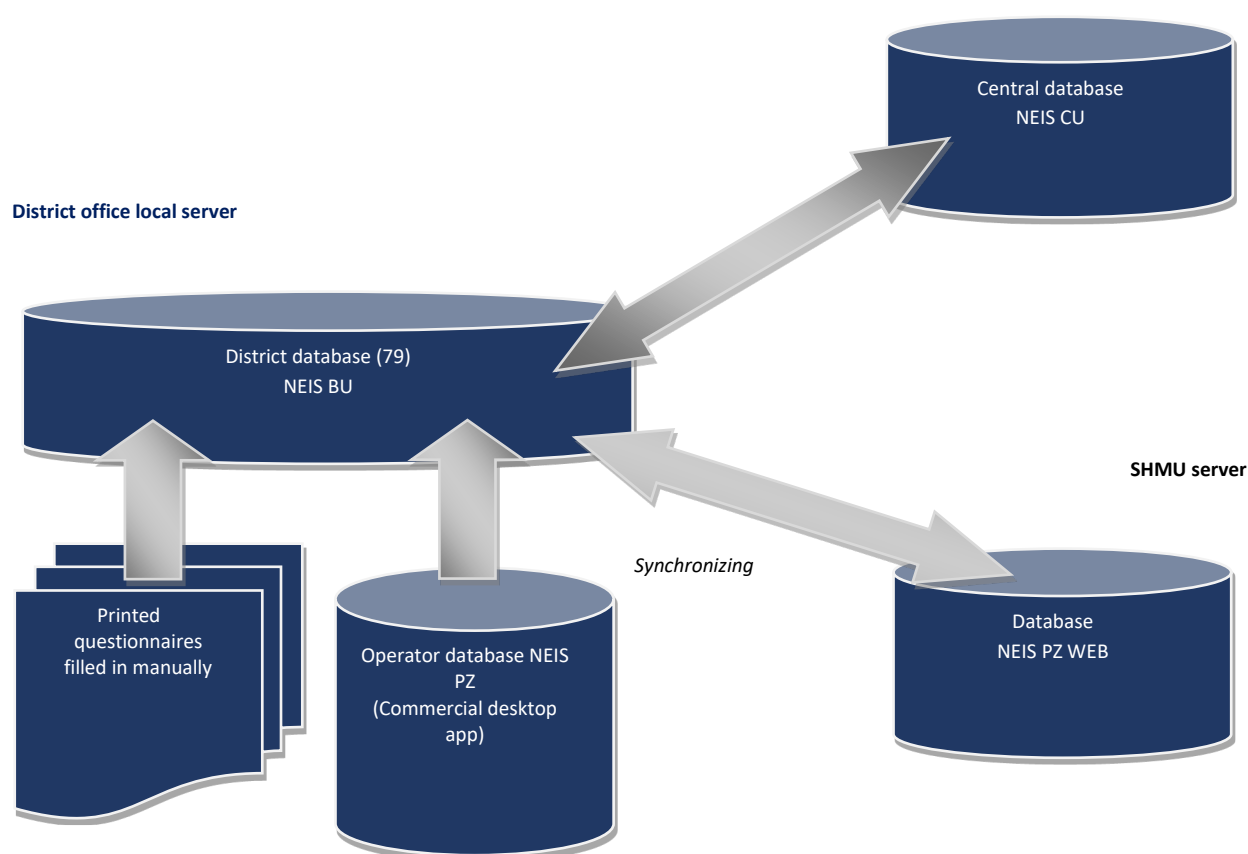 Central database
NEIS CU
District office local server
District database (79)
NEIS BU
SHMU server
Synchronizing
Printed
questionnaires
filled in manually
Operator database NEIS
PZ
(Commercial desktop
app)
Database
NEIS PZ WEB